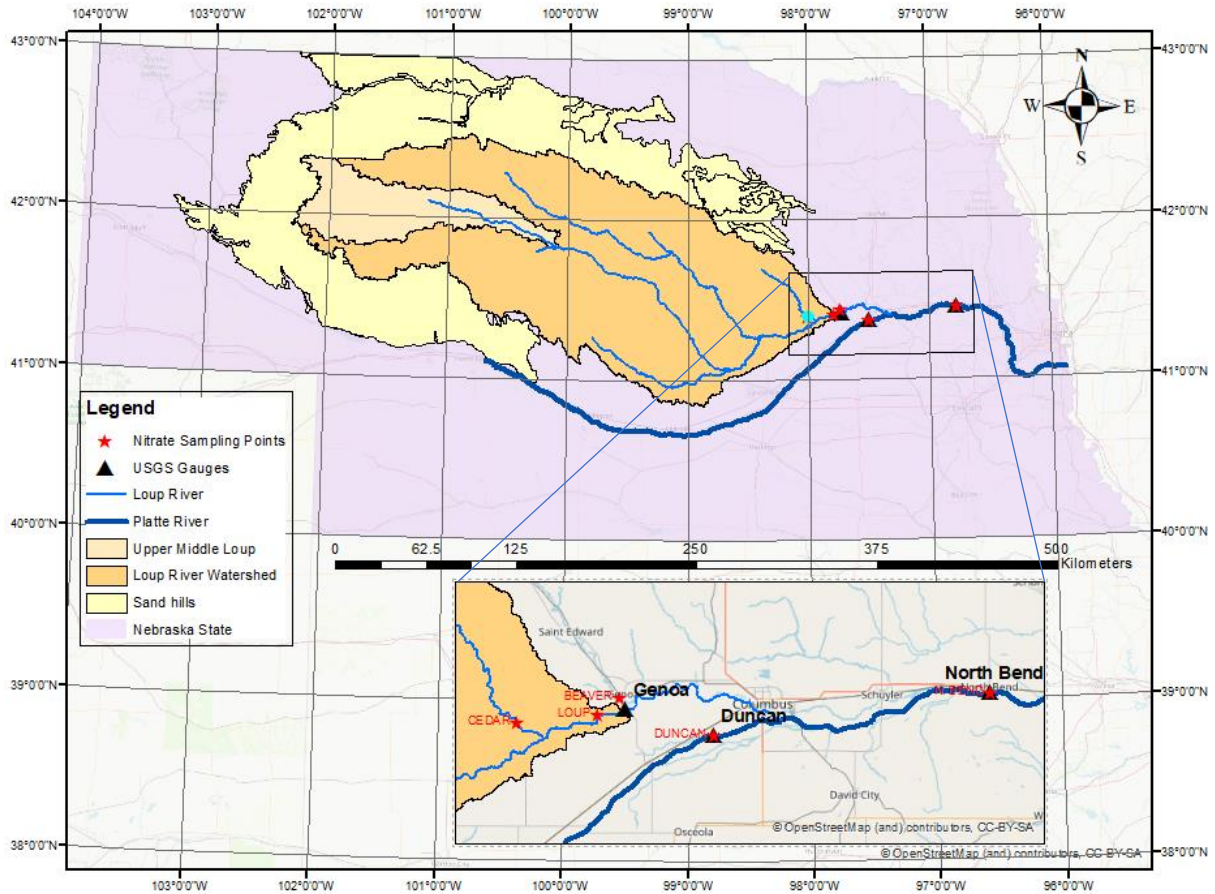 104°0'0"W 103°0'0"W 102°0'0"W 101°0'0"W 100°0'0"W 99°0'0"W 98°0'0"W 97°0'0"W 96°0'0"W
43°0'0"N 43°0'0"N
N
W E
S
42°0'0"N 42°0'0"N
41°0'0"N 41°0'0"N
Legend
Nitrate Sampling Points
USGS Gauges
Loup River
Platte River
Upper Middle Loup
Loup River Watershed
Sand hills
Nebraska State
40°0'0"N 40°0'0"N
0 62.5 125 250 375 500
Kilometers
Saint Edward
BEAVER
Genoa
North Bend
LOUP
CEDAR
Columbus
Schuyler
North Bend
Duncan
DUNCAN
David City
Osceola
© OpenStreetMap (and) contributors, CC-BY-SA
39°0'0"N 39°0'0"N
38°0'0"N 38°0'0"N
© OpenStreetMap (and) contributors, CC-BY-SA
103°0'0"W 102°0'0"W 101°0'0"W 100°0'0"W 99°0'0"W 98°0'0"W 97°0'0"W 96°0'0"W